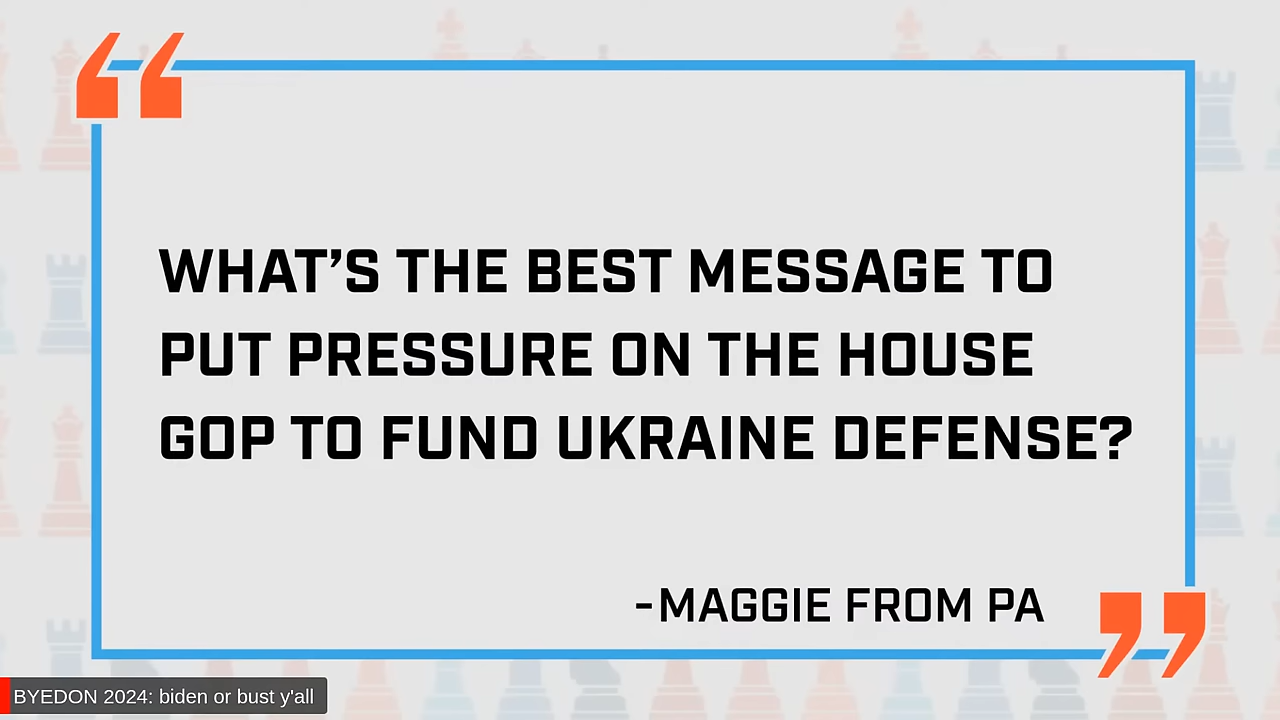 “
WHAT’S THE BEST MESSAGE TO
PUT PRESSURE ON THE HOUSE
GOP TO FUND UKRAINE DEFENSE?
-MAGGIE FROM PA
”
BYEDON 2024: biden or bust y'all